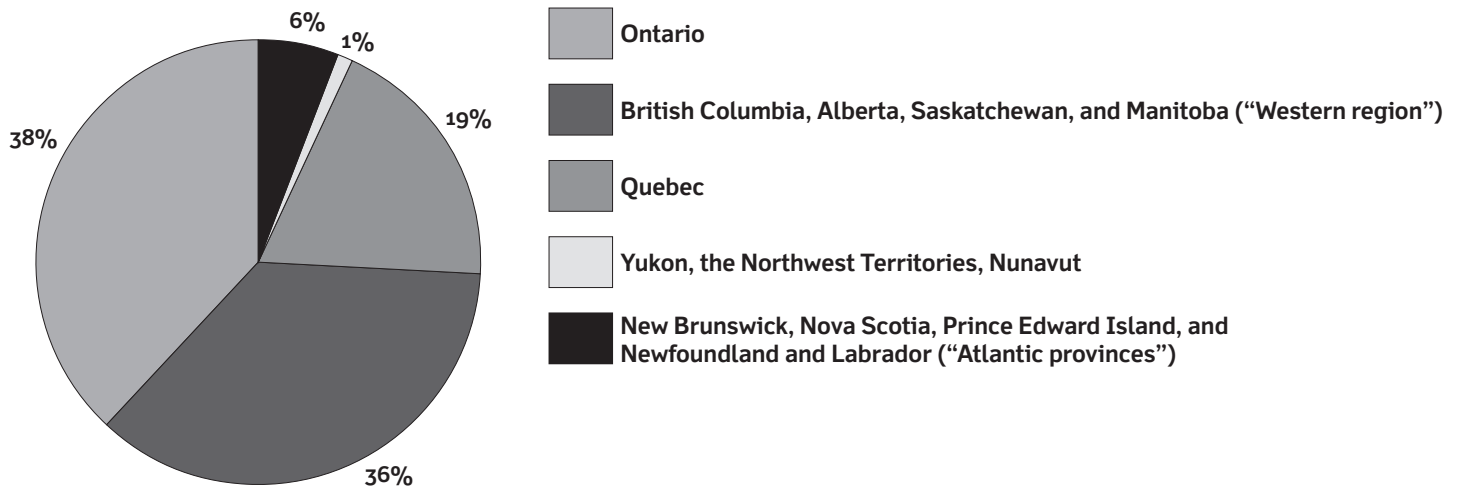 6%
1%
19%
38%
36%
Ontario
British Columbia, Alberta, Saskatchewan, and Manitoba (“Western region”)
Quebec
Yukon, the Northwest Territories, Nunavut
New Brunswick, Nova Scotia, Prince Edward Island, and
Newfoundland and Labrador (“Atlantic provinces”)